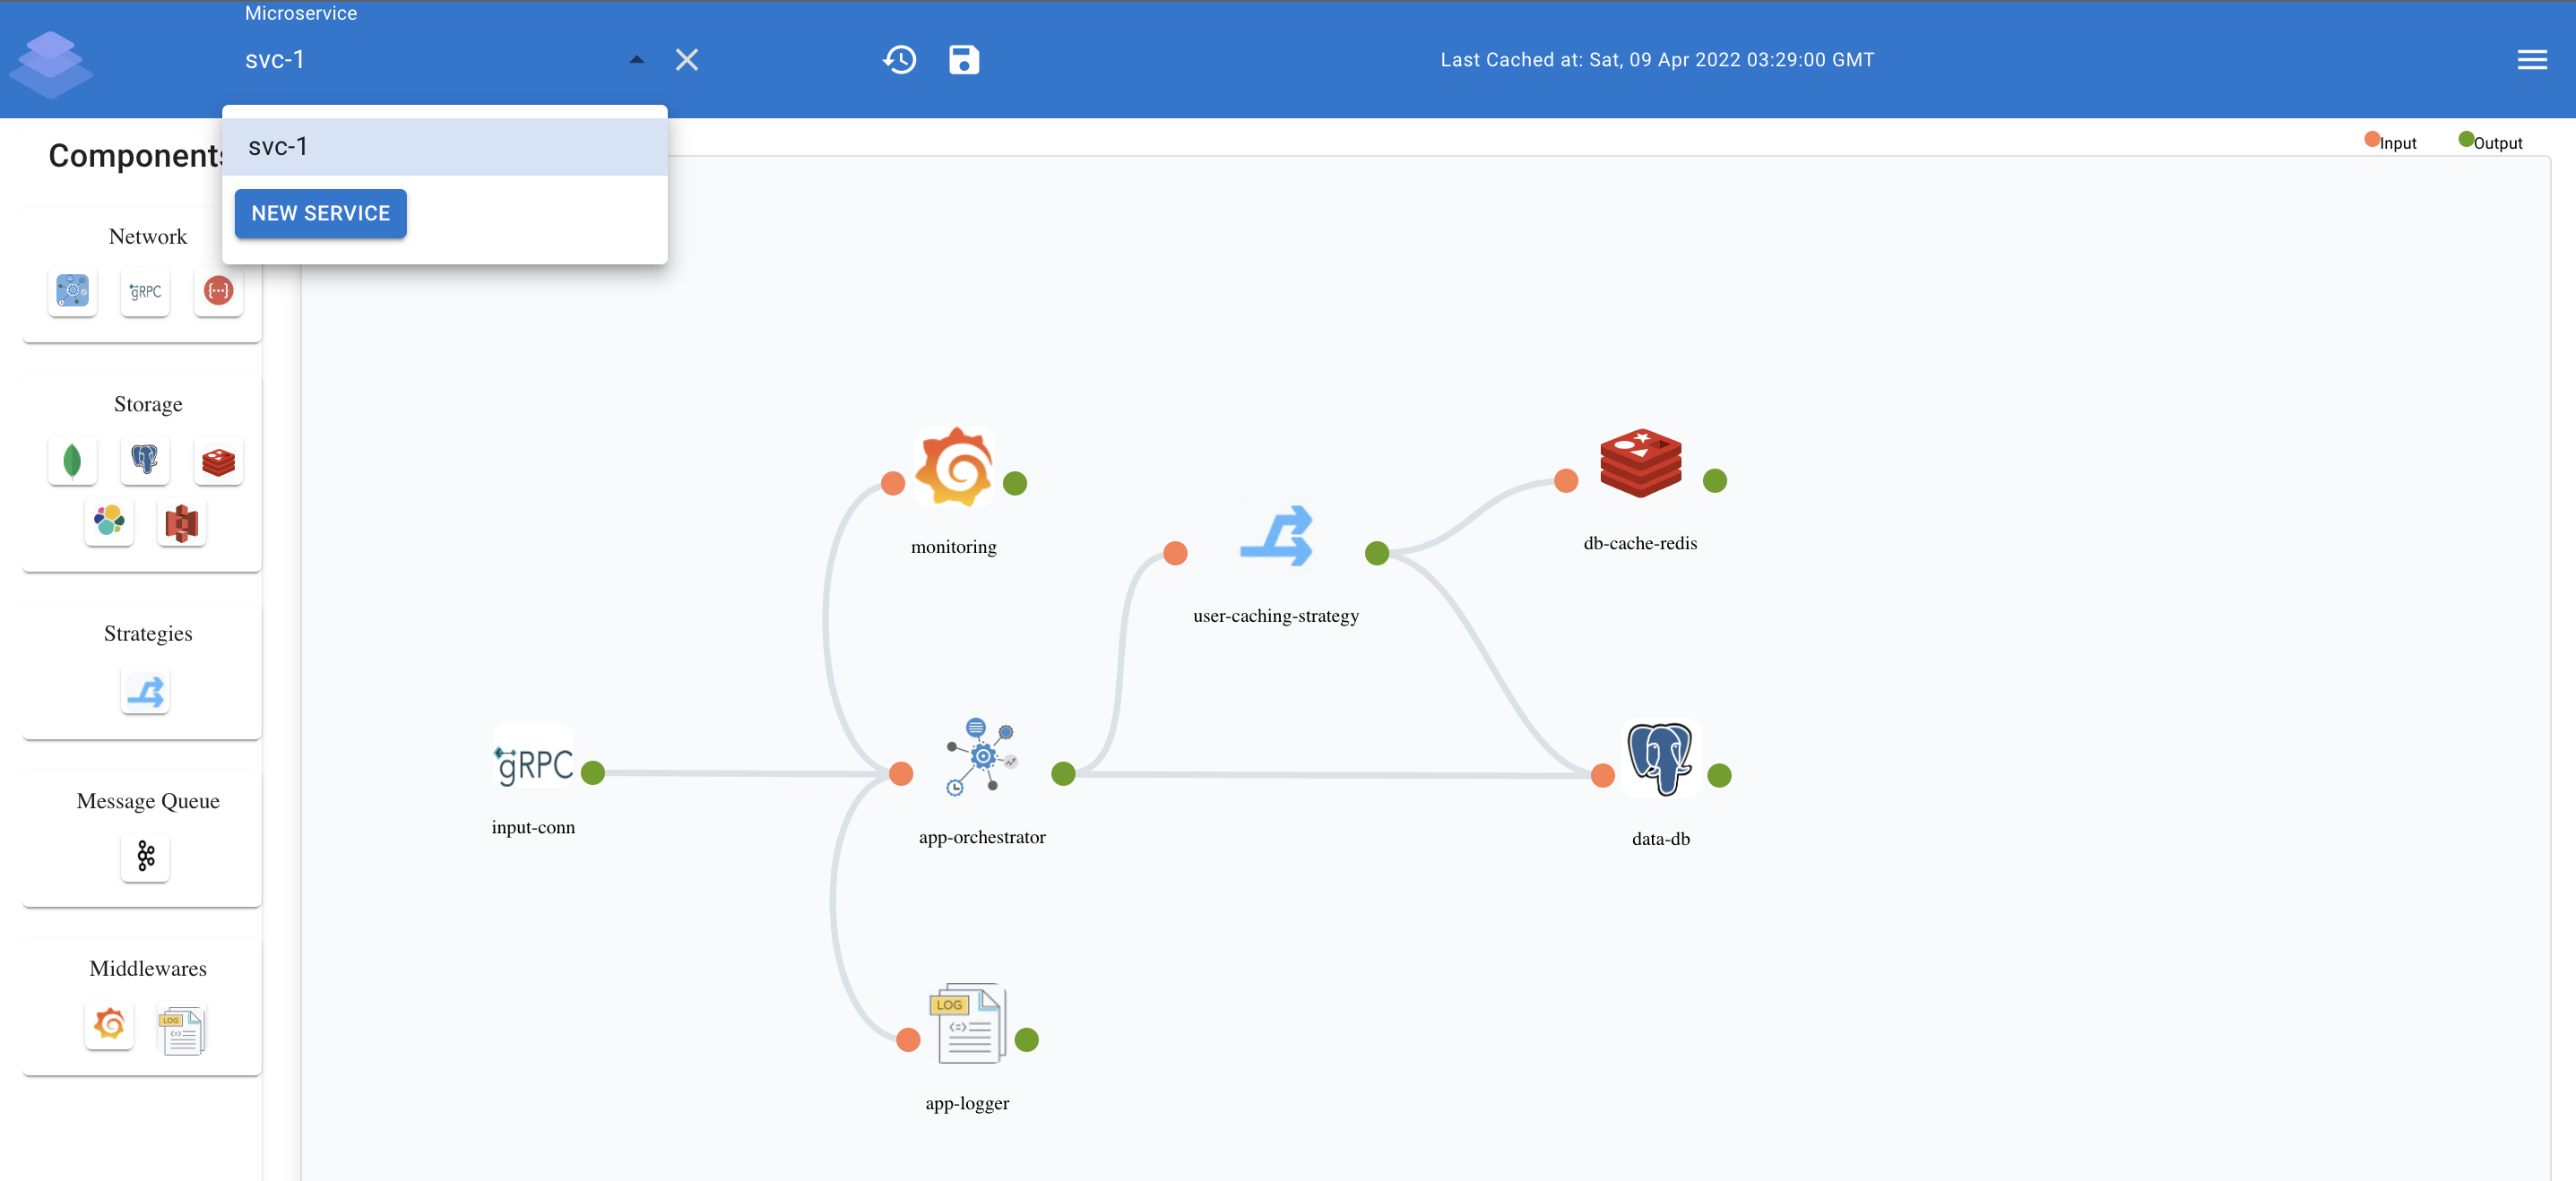 Microservice
svc-1
Last Cached at: Sat, 09 Apr 2022 03:29:00 GMT
svc-1
NEW SERVICE
Components
Input
Output
Network
gRPC
{···}
Storage
Strategies
Message Queue
Middlewares
LOG
monitoring
db-cache-redis
user-caching-strategy
gRPC
input-conn
app-orchestrator
data-db
LOG
app-logger